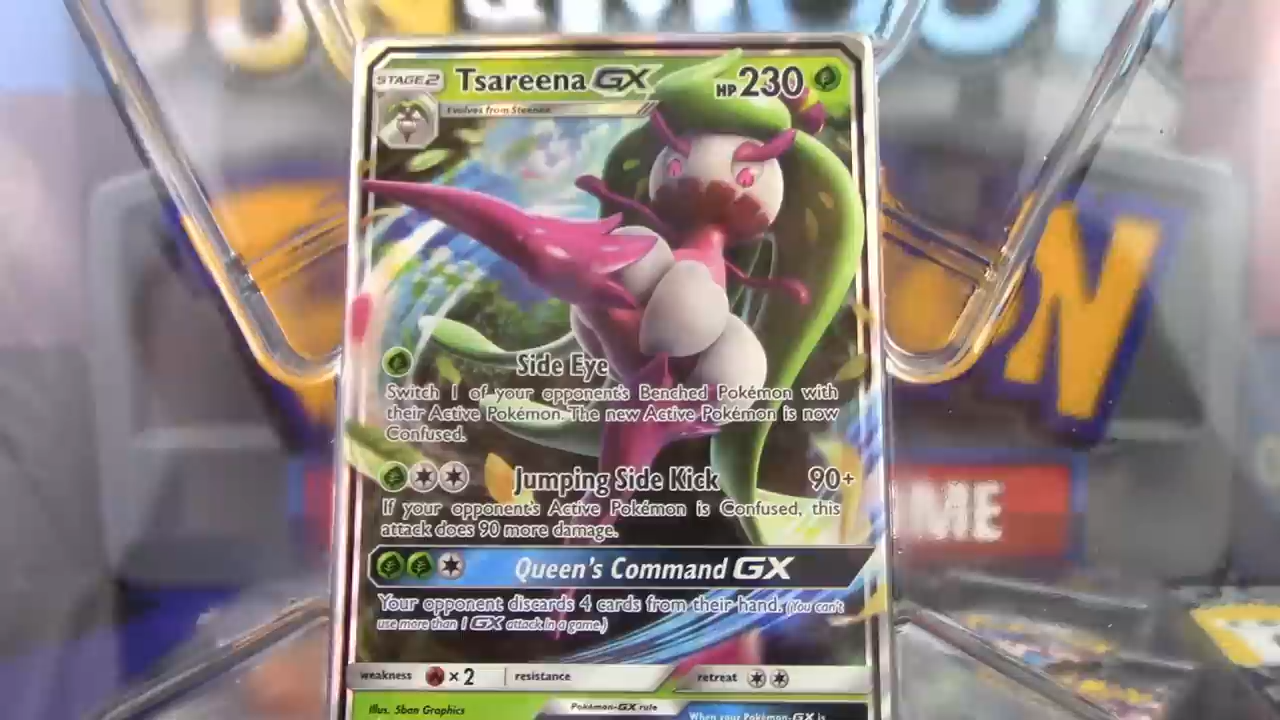 STAGE 2 Tsareena GX HP 230
Evolves from Steenee
Side Eye
Switch 1 of your opponent's Benched Pokémon with
their Active Pokémon. The new Active Pokémon is now
Confused.
Jumping Side Kick 90+
If your opponent's Active Pokémon is Confused, this
attack does 90 more damage.
Queen's Command GX
Your opponent discards 4 cards from their hand. (You can't
use more than 1 GX attack in a game.)
weakness ×2 resistance retreat
Illus. 5ban Graphics Pokémon-GX rule
When your Pokémon-GX is